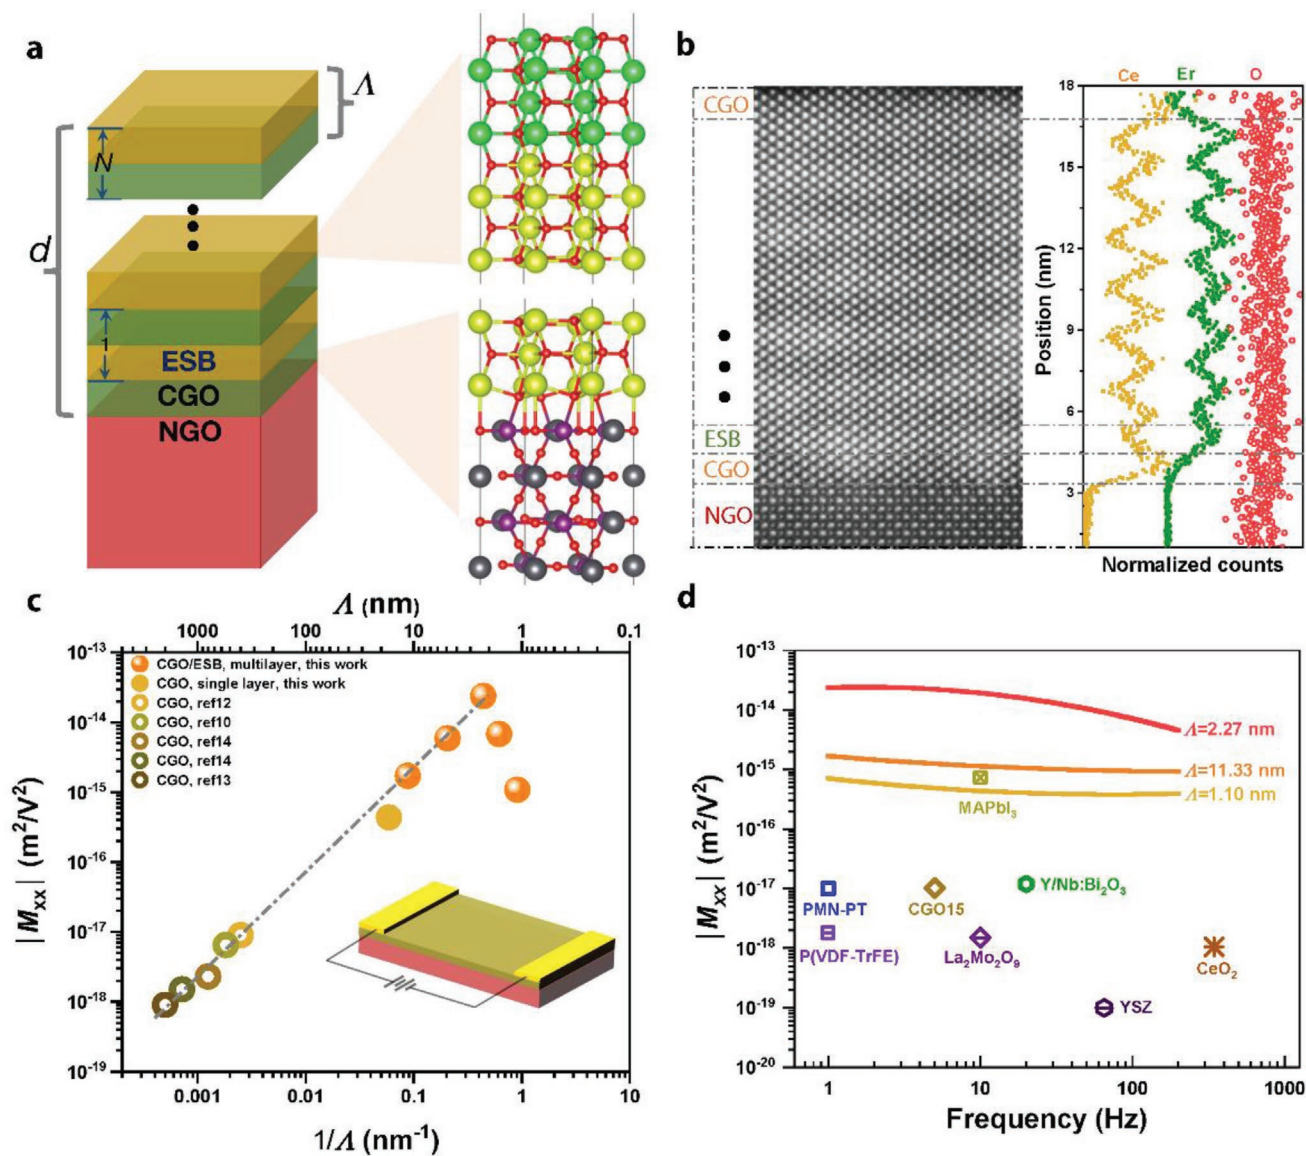 a
Λ
N
d
1
ESB
CGO
NGO
b
CGO
ESB
CGO
NGO
Ce Er O
18
15
12
9
6
3
Position (nm)
Normalized counts
c
Λ (nm)
1000 100 10 1 0.1
10⁻¹³
10⁻¹⁴
10⁻¹⁵
10⁻¹⁶
10⁻¹⁷
10⁻¹⁸
10⁻¹⁹
|Mxx| (m²/V²)
CGO/ESB, multilayer, this work
CGO, single layer, this work
CGO, ref12
CGO, ref10
CGO, ref14
CGO, ref14
CGO, ref13
0.001 0.01 0.1 1 10
1/Λ (nm⁻¹)
d
10⁻¹³
10⁻¹⁴
10⁻¹⁵
10⁻¹⁶
10⁻¹⁷
10⁻¹⁸
10⁻¹⁹
10⁻²⁰
|Mxx| (m²/V²)
Λ=2.27 nm
Λ=11.33 nm
Λ=1.10 nm
MAPbI₃
PMN-PT
CGO15
Y/Nb:Bi₂O₃
P(VDF-TrFE)
La₂Mo₂O₉
CeO₂
YSZ
1 10 100 1000
Frequency (Hz)